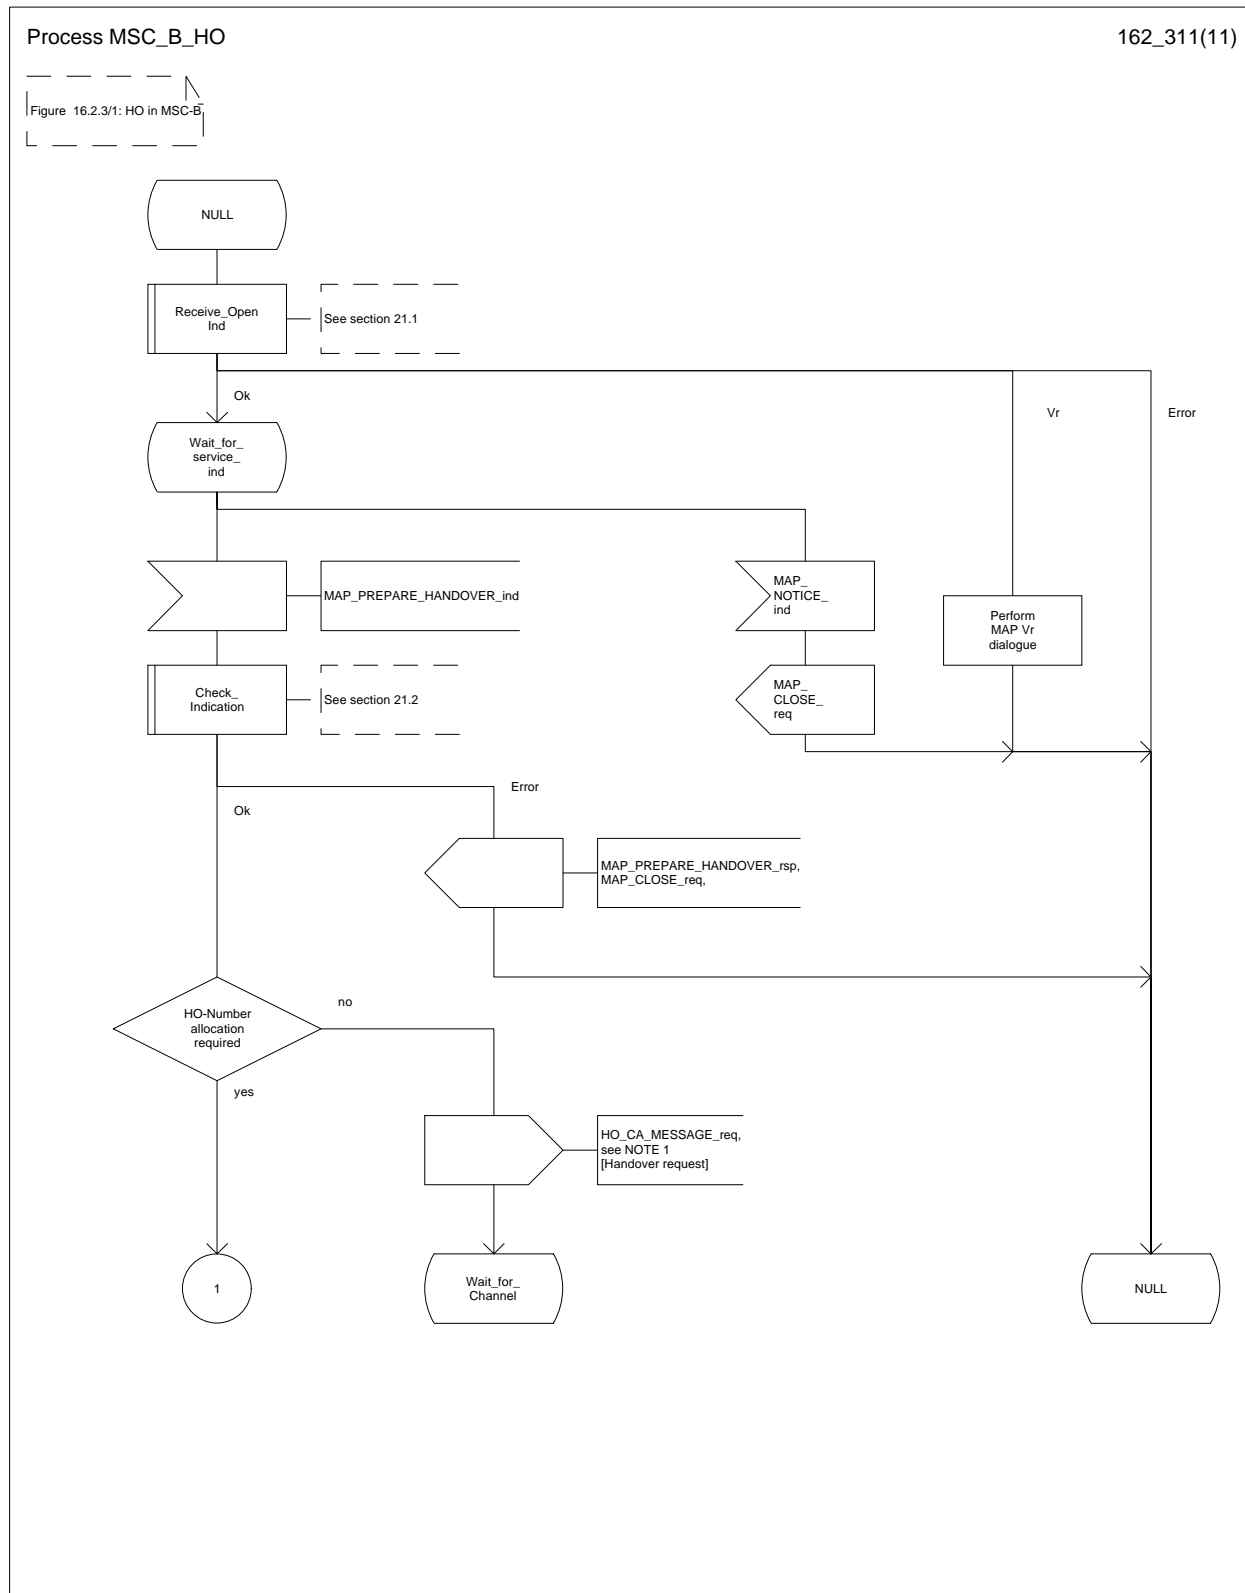 Process MSC_B_HO
162_311(11)
Figure 16.2.3/1: HO in MSC-B
NULL
Receive_Open
Ind
See section 21.1
Ok
Vr
Error
Wait_for_
service_
ind
MAP_PREPARE_HANDOVER_ind
MAP_
NOTICE_
ind
Perform
MAP Vr
dialogue
Check_
Indication
See section 21.2
MAP_
CLOSE_
req
Error
Ok
MAP_PREPARE_HANDOVER_rsp,
MAP_CLOSE_req,
HO-Number
allocation
required
no
yes
HO_CA_MESSAGE_req,
see NOTE 1
[Handover request]
1
Wait_for_
Channel
NULL